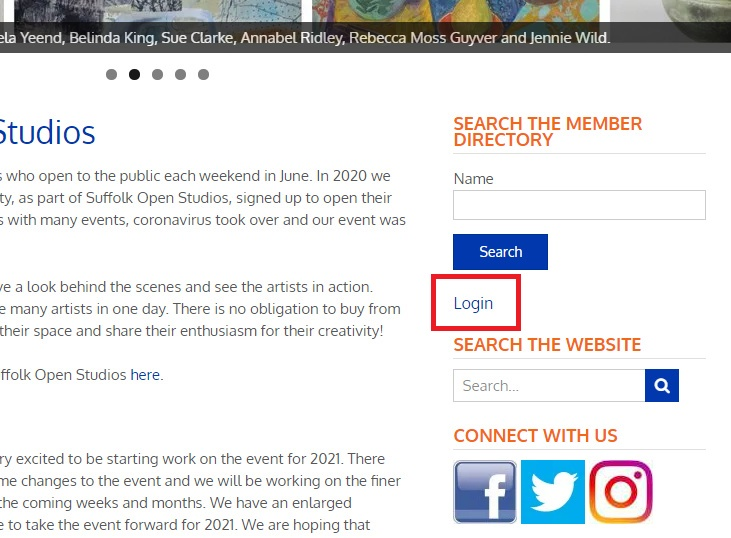 ela Yeend, Belinda King, Sue Clarke, Annabel Ridley, Rebecca Moss Guyver and Jennie Wild.
Studios
s who open to the public each weekend in June. In 2020 we
ty, as part of Suffolk Open Studios, signed up to open their
s with many events, coronavirus took over and our event was
ve a look behind the scenes and see the artists in action.
e many artists in one day. There is no obligation to buy from
their space and share their enthusiasm for their creativity!
ffolk Open Studios here.
ry excited to be starting work on the event for 2021. There
me changes to the event and we will be working on the finer
the coming weeks and months. We have an enlarged
e to take the event forward for 2021. We are hoping that
SEARCH THE MEMBER
DIRECTORY
Name
Search
Login
SEARCH THE WEBSITE
Search...
CONNECT WITH US